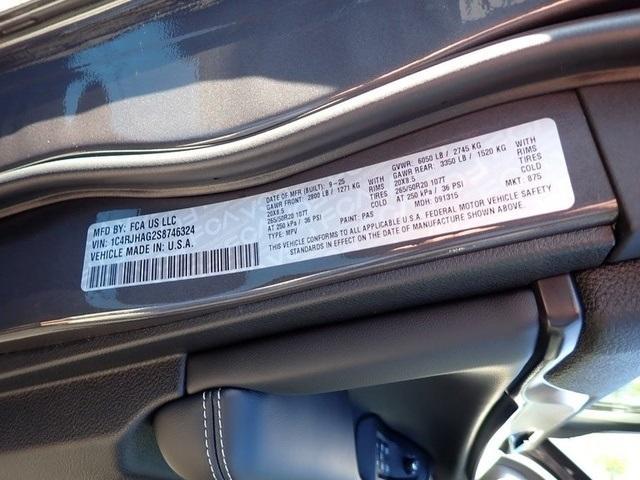 MFD BY: FCA US LLC
VIN: 1C4RJHAG2S8746324
VEHICLE MADE IN: U.S.A.
DATE OF MFR (BUILT): 9-25
GAWR FRONT: 2800 LB / 1271 KG WITH
20X8.5 RIMS
265/50R20 107T TIRES
AT 250 kPa / 36 PSI COLD
TYPE: MPV PAINT: PAS MDH: 091315 MKT: 875
GVWR: 6050 LB / 2745 KG
GAWR REAR: 3350 LB / 1520 KG WITH
20X8.5 RIMS
265/50R20 107T TIRES
AT 250 kPa / 36 PSI COLD
THIS VEHICLE CONFORMS TO ALL APPLICABLE U.S.A. FEDERAL MOTOR VEHICLE SAFETY
STANDARDS IN EFFECT ON THE DATE OF MANUFACTURE SHOWN ABOVE.